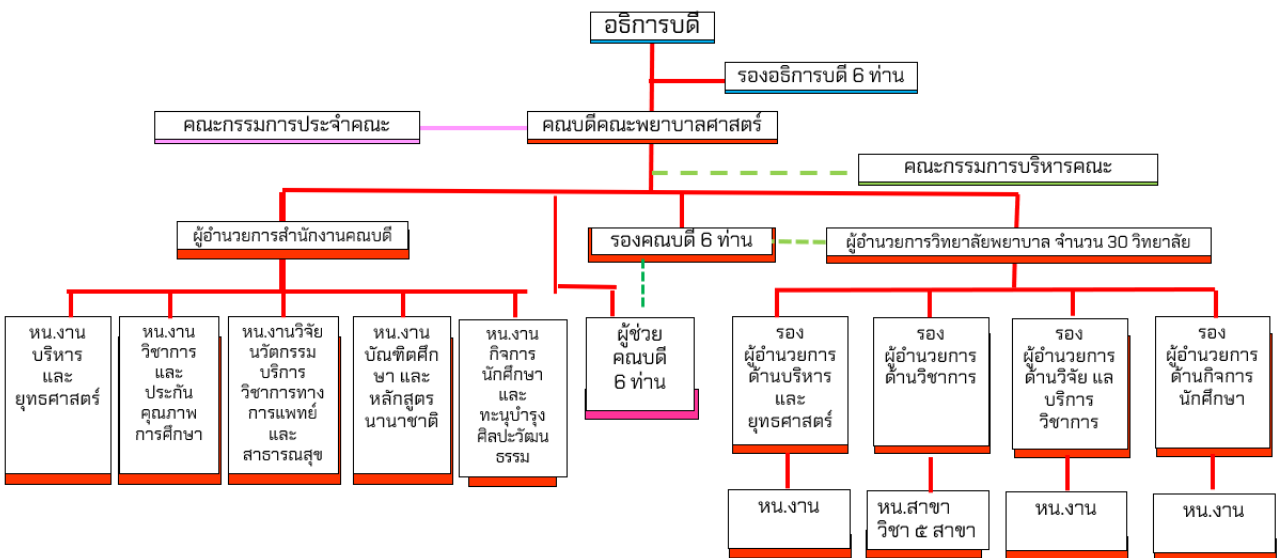 อธิการบดี
รองอธิการบดี 6 ท่าน
คณะกรรมการประจำคณะ
คณบดีคณะพยาบาลศาสตร์
คณะกรรมการบริหารคณะ
ผู้อำนวยการสำนักงานคณบดี
รองคณบดี 6 ท่าน
ผู้อำนวยการวิทยาลัยพยาบาล จำนวน 30 วิทยาลัย
หน.งาน
บริหาร
และ
ยุทธศาสตร์
หน.งาน
วิชาการ
และ
ประกัน
คุณภาพ
การศึกษา
หน.งานวิจัย
นวัตกรรม
บริการ
วิชาการทาง
การแพทย์
และ
สาธารณสุข
หน.งาน
บัณฑิตศึก
ษา และ
หลักสูตร
นานาชาติ
หน.งาน
กิจการ
นักศึกษา
และ
ทะนุบำรุง
ศิลปะวัฒน
ธรรม
ผู้ช่วย
คณบดี
6 ท่าน
รอง
ผู้อำนวยการ
ด้านบริหาร
และ
ยุทธศาสตร์
รอง
ผู้อำนวยการ
ด้านวิชาการ
รอง
ผู้อำนวยการ
ด้านวิจัย แล
บริการ
วิชาการ
รอง
ผู้อำนวยการ
ด้านกิจการ
นักศึกษา
หน.งาน
หน.สาขา
วิชา ๕ สาขา
หน.งาน
หน.งาน